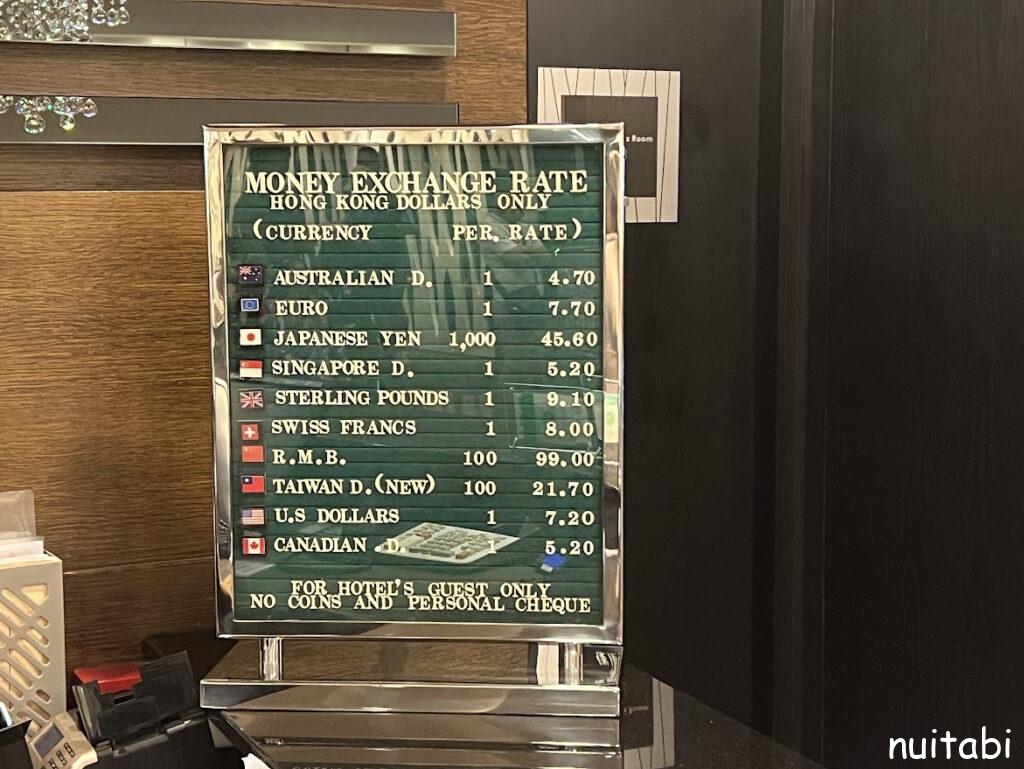 x Room
MONEY EXCHANGE RATE
HONG KONG DOLLARS ONLY
(CURRENCY PER. RATE)
AUSTRALIAN D. 1 4.70
EURO 1 7.70
JAPANESE YEN 1,000 45.60
SINGAPORE D. 1 5.20
STERLING POUNDS 1 9.10
SWISS FRANCS 1 8.00
R.M.B. 100 99.00
TAIWAN D.(NEW) 100 21.70
U.S DOLLARS 1 7.20
CANADIAN D. 1 5.20
FOR HOTEL'S GUEST ONLY
NO COINS AND PERSONAL CHEQUE
nuitabi